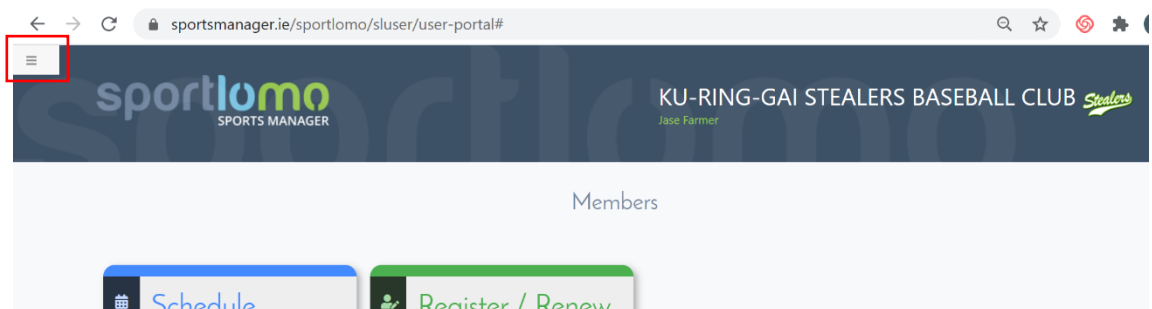 sportsmanager.ie/sportlomo/sluser/user-portal#
sportlomo
sportlomo
SPORTS MANAGER
KU-RING-GAI STEALERS BASEBALL CLUB Stealers
Jase Farmer
Members
Schedule
Register / Renew